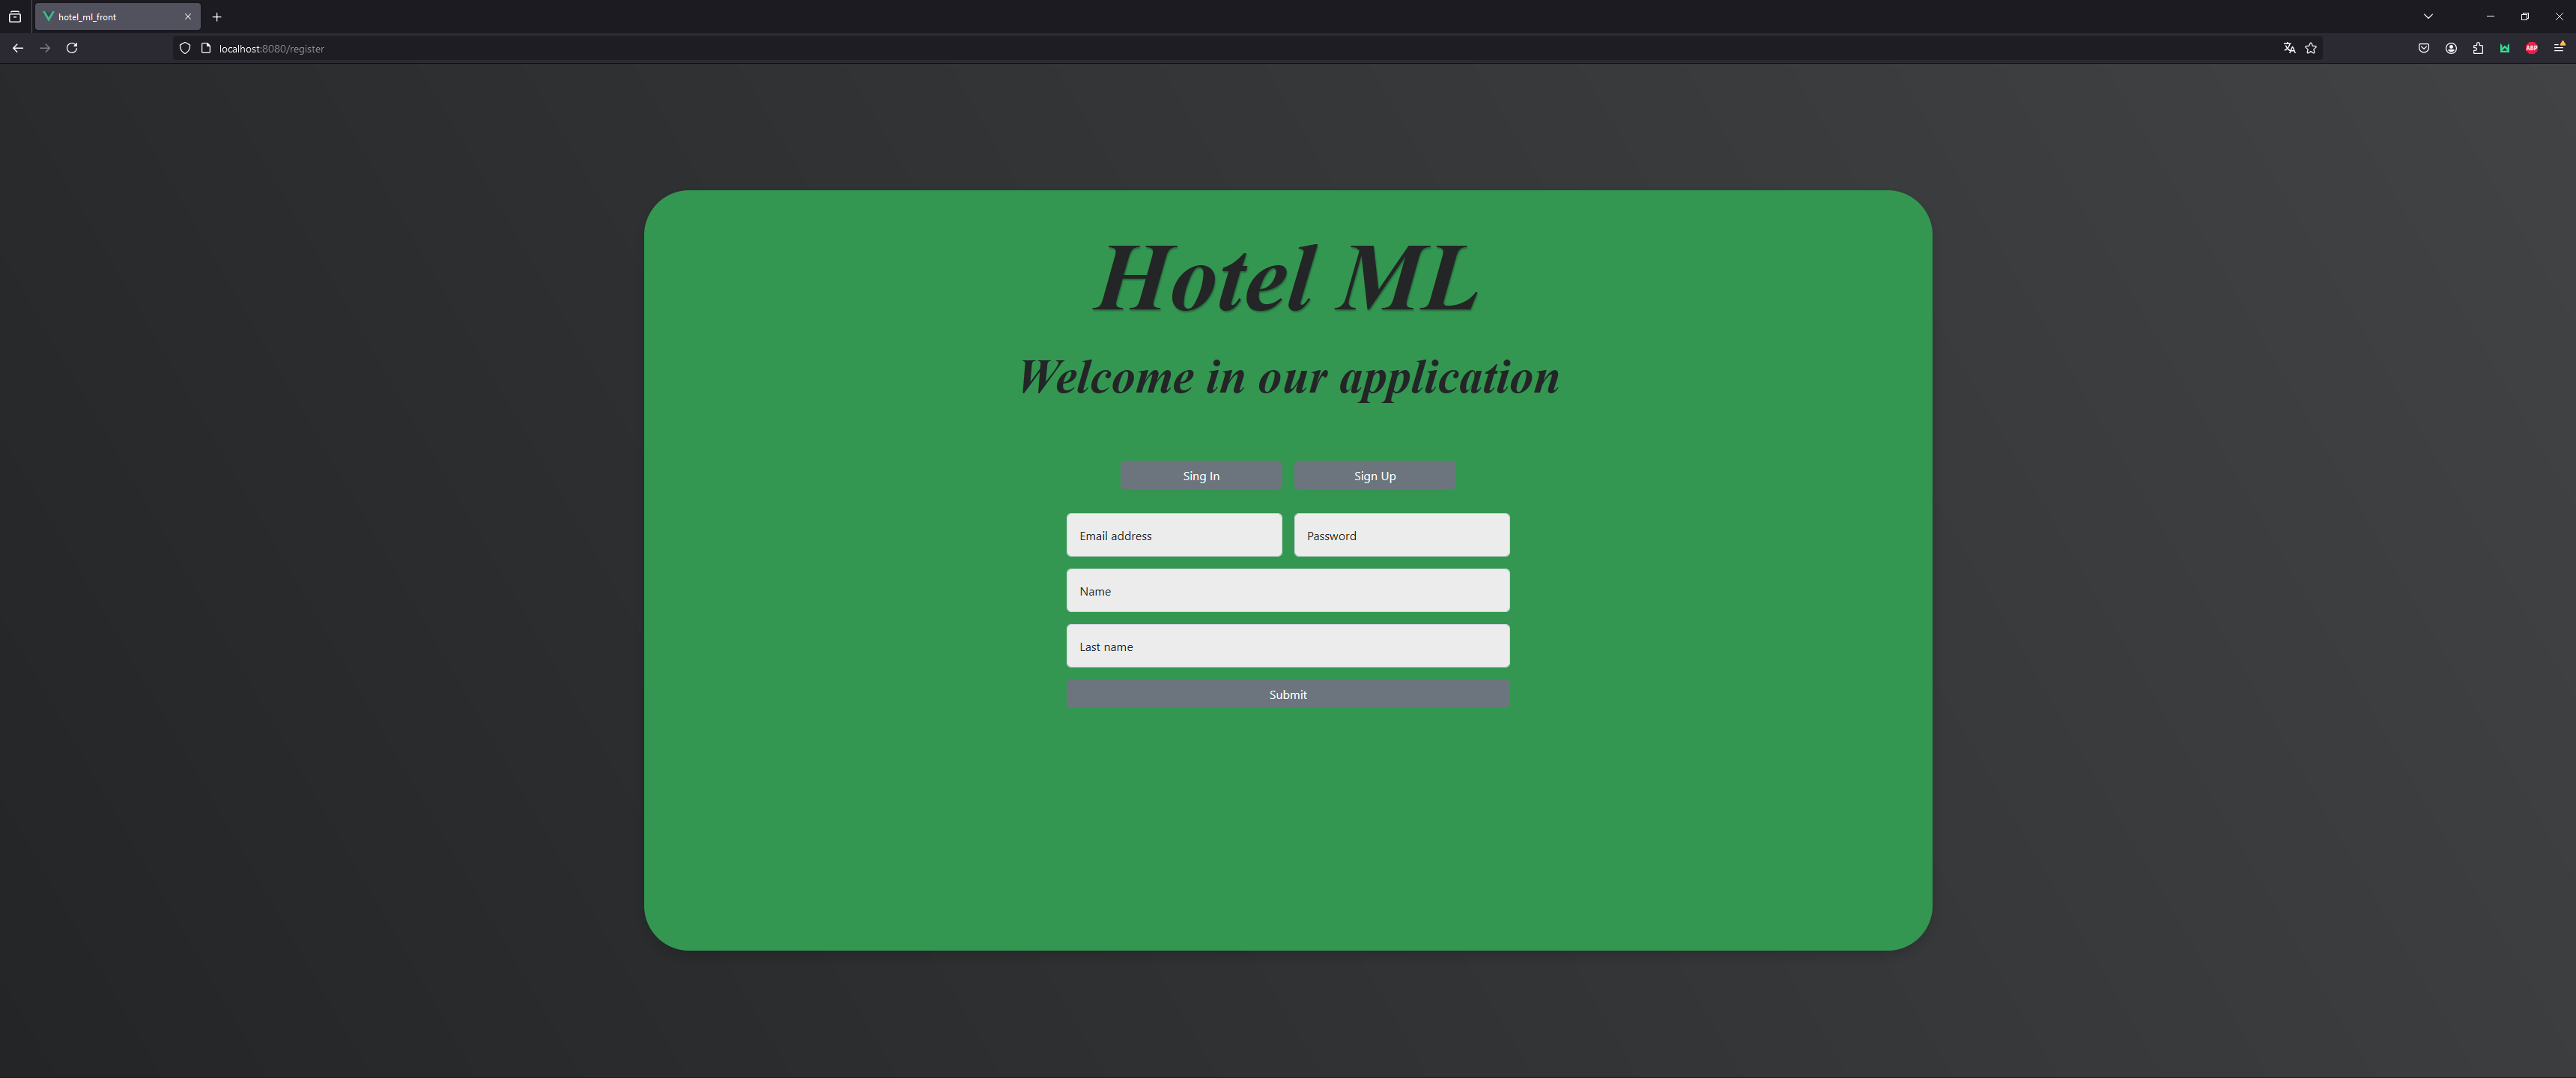 hotel_ml_front
localhost:8080/register
ABP
Hotel ML
Welcome in our application
Sing In
Sign Up
Email address
Password
Name
Last name
Submit